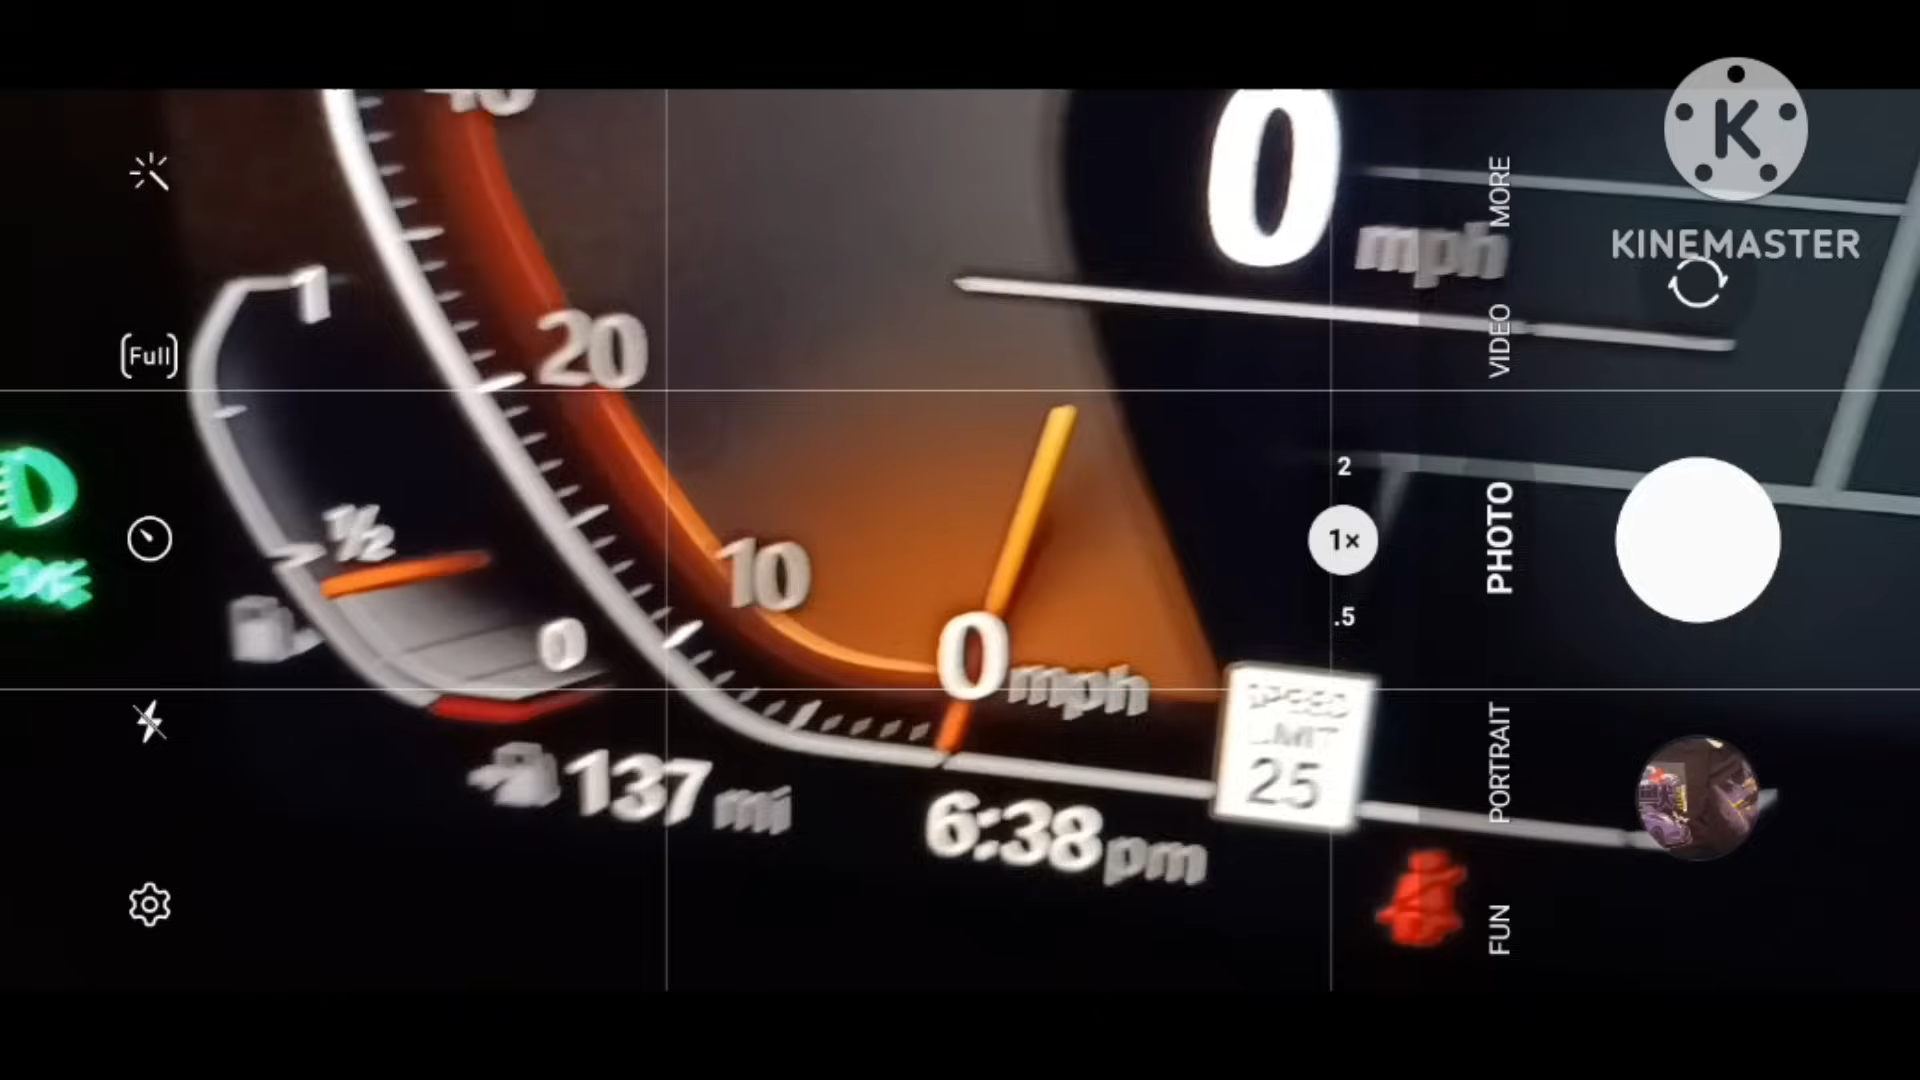 40
0
mph
MORE
K
KINEMASTER
1
20
VIDEO
Full
2
1/2
1×
PHOTO
10
.5
0
0 mph
SPEED
LIMIT
25
PORTRAIT
137 mi
6:38 pm
FUN